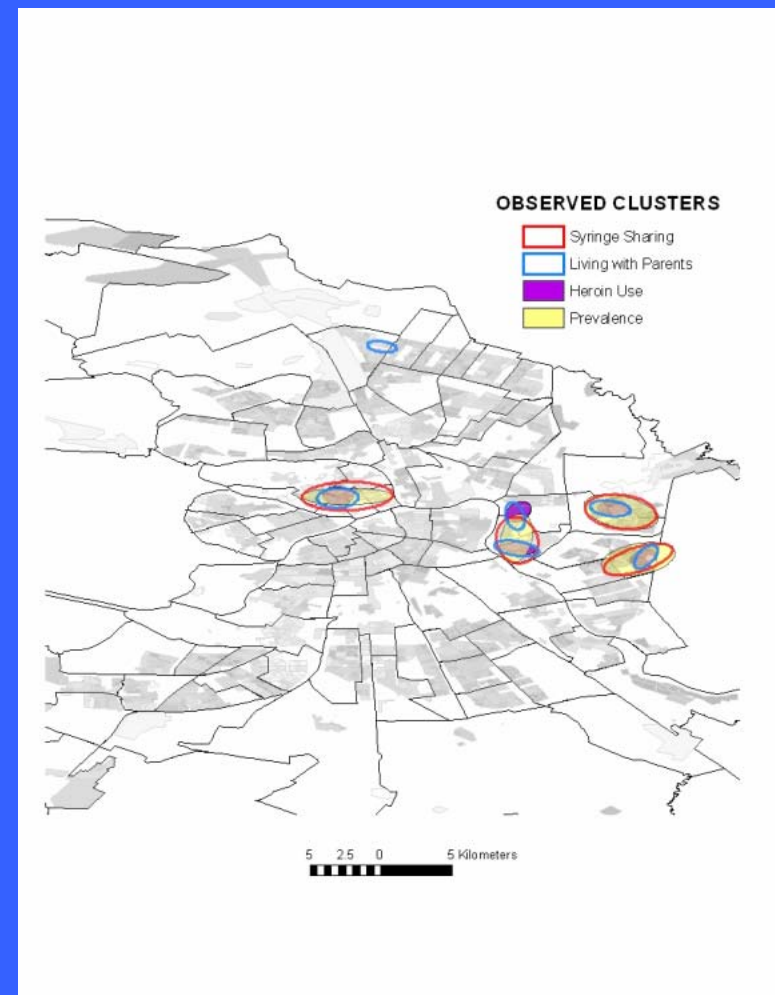 OBSERVED CLUSTERS
Syringe Sharing
Living with Parents
Heroin Use
Prevalence
5 2.5 0 5 Kilometers